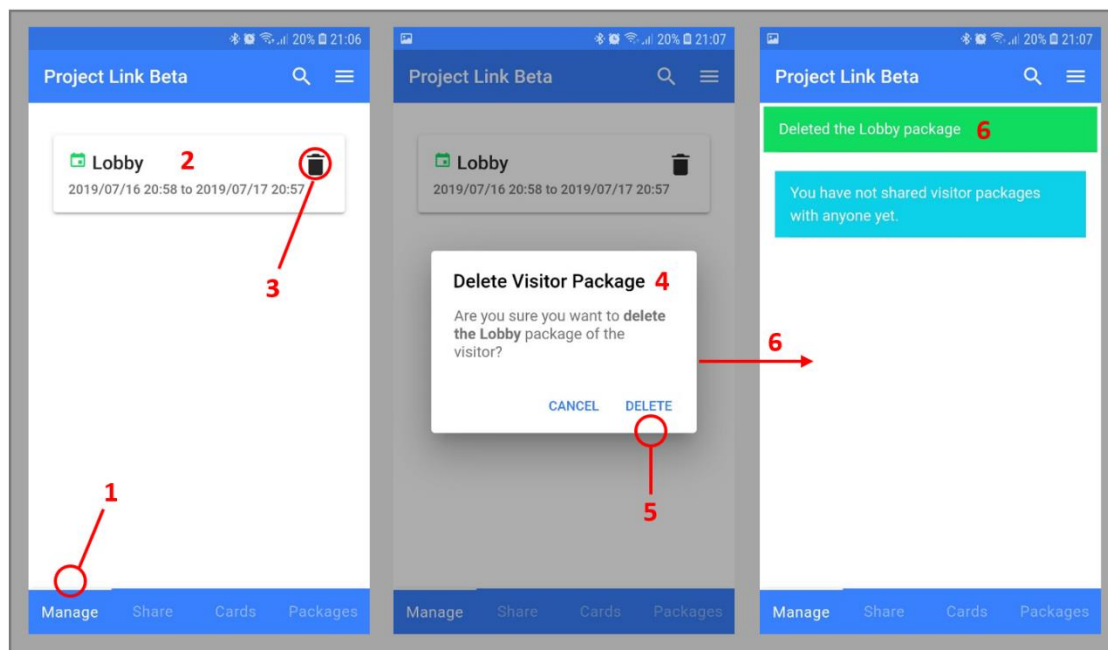 20% 21:06
Project Link Beta
Lobby 2
2019/07/16 20:58 to 2019/07/17 20:57
3
1
Manage Share Cards Packages
20% 21:07
Project Link Beta
Lobby
2019/07/16 20:58 to 2019/07/17 20:57
Delete Visitor Package 4
Are you sure you want to delete
the Lobby package of the
visitor?
CANCEL DELETE
5
Manage Share Cards Packages
6
20% 21:07
Project Link Beta
Deleted the Lobby package 6
You have not shared visitor packages
with anyone yet.
Manage Share Cards Packages